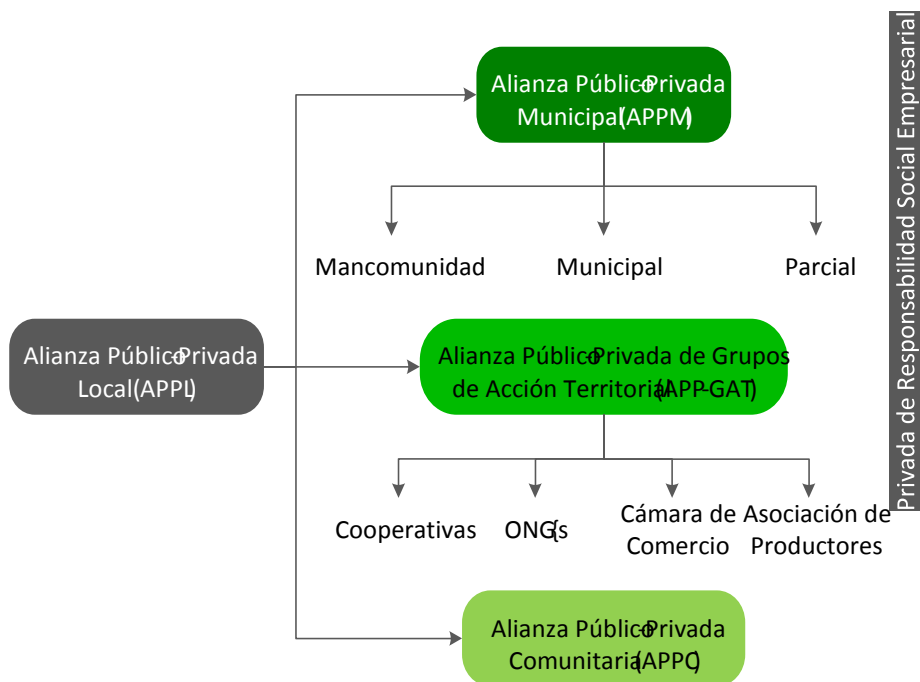 Alianza Público-Privada
Municipal (APPM)
Mancomunidad
Municipal
Parcial
Alianza Público-Privada
Local (APPL)
Alianza Público-Privada de Grupos
de Acción Territorial (APP-GAT)
Cooperativas
ONG{s
Cámara de
Comercio
Asociación de
Productores
Alianza Público-Privada
Comunitaria (APPC)
Privada de Responsabilidad Social Empresarial